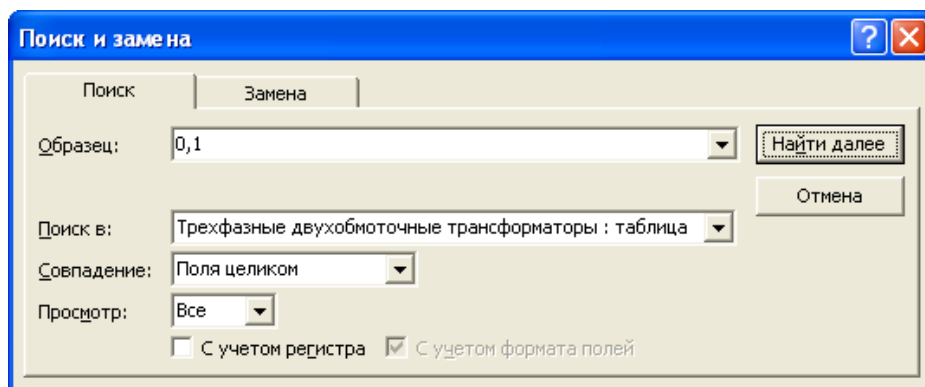 Поиск и замена
Поиск Замена
Образец: 0,1 Найти далее
Отмена
Поиск в: Трехфазные двухобмоточные трансформаторы : таблица
Совпадение: Поля целиком
Просмотр: Все
С учетом регистра С учетом формата полей